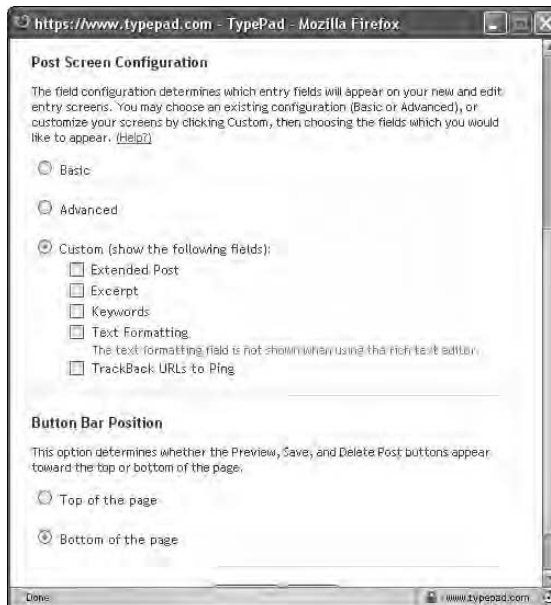 https://www.typepad.com - TypePad - Mozilla Firefox
Post Screen Configuration
The field configuration determines which entry fields will appear on your new and edit
entry screens. You may choose an existing configuration (Basic or Advanced), or
customize your screens by clicking Custom, then choosing the fields which you would
like to appear. (Help?)
Basic
Advanced
Custom (show the following fields):
Extended Post
Excerpt
Keywords
Text Formatting
The text formatting field is not shown when using the rich text editor.
TrackBack URLs to Ping
Button Bar Position
This option determines whether the Preview, Save, and Delete Post buttons appear
toward the top or bottom of the page.
Top of the page
Bottom of the page
Done
www.typepad.com